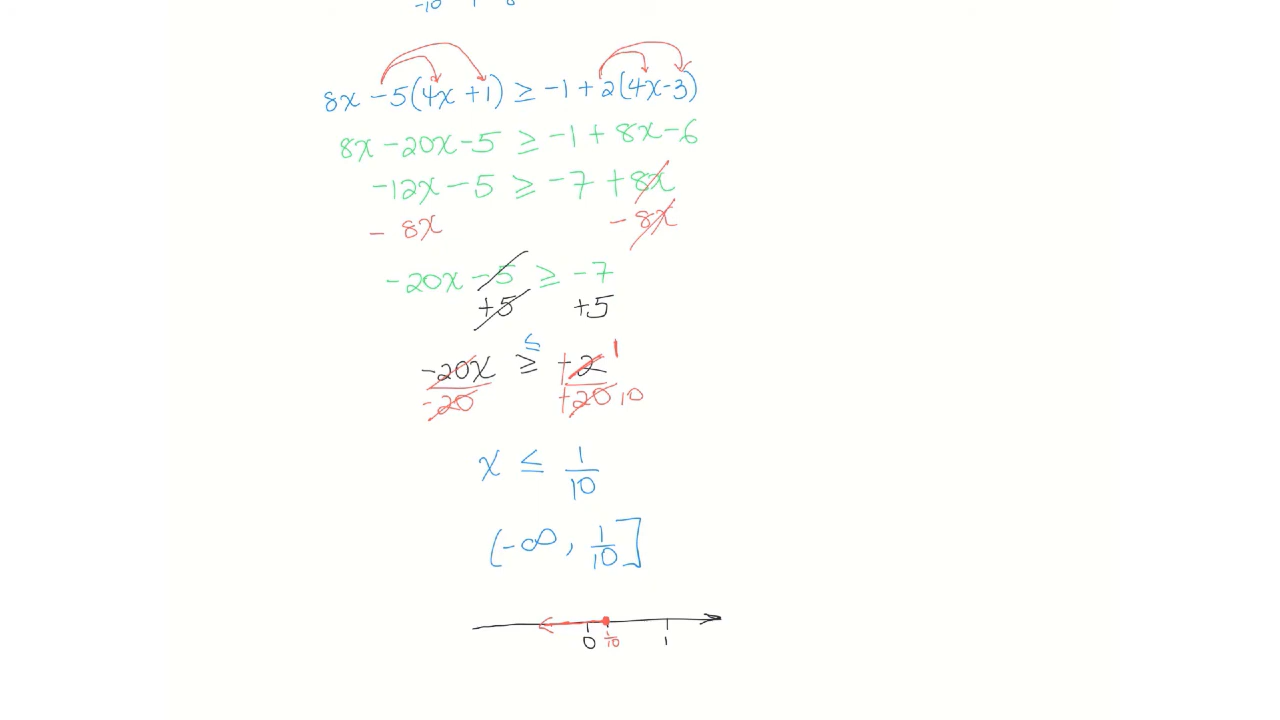 8x - 5(4x + 1) ≥ -1 + 2(4x - 3)
8x - 20x - 5 ≥ -1 + 8x - 6
-12x - 5 ≥ -7 + 8x
- 8x - 8x
-20x - 5 ≥ -7
+5 +5
≤ 1
-20x ≥ +2
-20 +20 10
x ≤ 1/10
(-∞, 1/10]
0 1/10 1